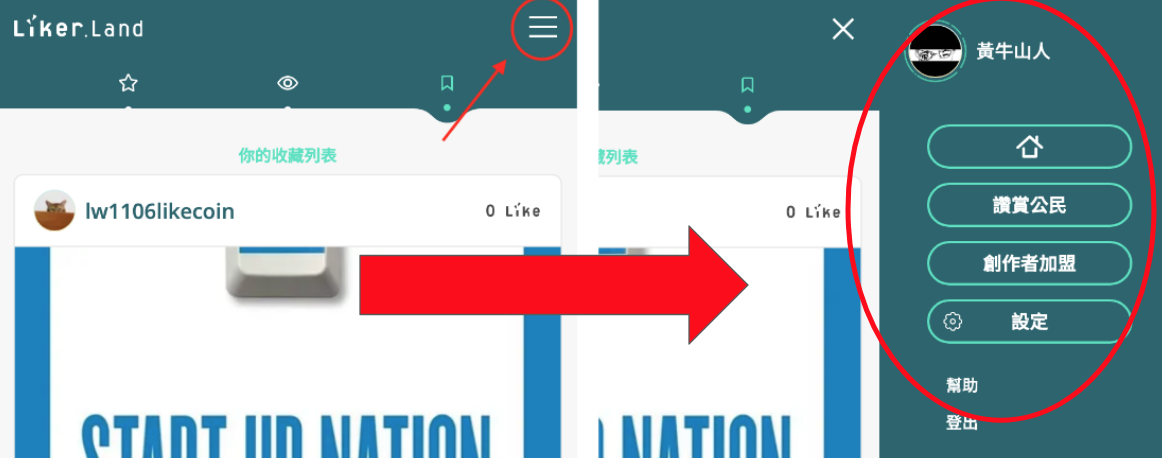 Liker.Land
你的收藏列表
lw1106likecoin
0 Like
START UP NATION
列表
0 Like
NATION
黃牛山人
讚賞公民
創作者加盟
設定
幫助
登出